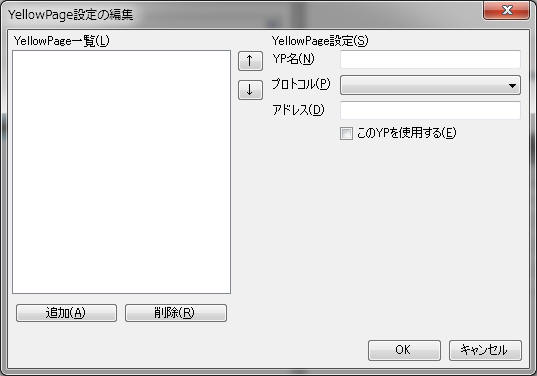 YellowPage設定の編集
YellowPage一覧(L)
↑
↓
YellowPage設定(S)
YP名(N)
プロトコル(P)
アドレス(D)
このYPを使用する(E)
追加(A)
削除(R)
OK
キャンセル